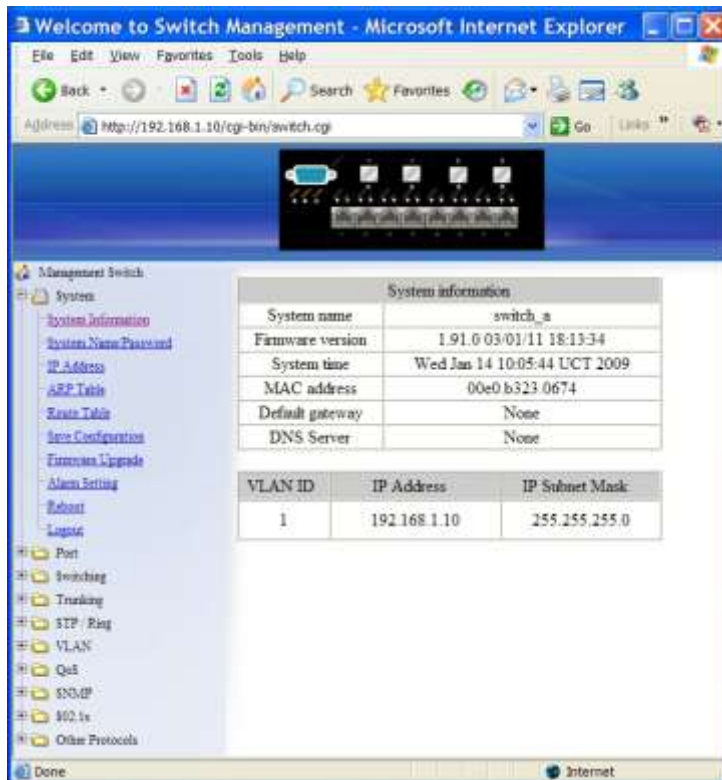 Welcome to Switch Management - Microsoft Internet Explorer
File Edit View Favorites Tools Help
Back Search Favorites
Address http://192.168.1.10/cgi-bin/switch.cgi Go Links »
Management Switch
System
System Information
System Name/Password
IP Address
ARP Table
Route Table
Save Configuration
Firmware Upgrade
Alarm Setting
Reboot
Logout
Port
Switching
Trunking
STP / Ring
VLAN
QoS
SNMP
802.1x
Other Protocols
System information
System name switch_a
Firmware version 1.91.0 03/01/11 18:13:34
System time Wed Jan 14 10:05:44 UCT 2009
MAC address 00e0.b323.0674
Default gateway None
DNS Server None
VLAN ID IP Address IP Subnet Mask
1 192.168.1.10 255.255.255.0
Done Internet